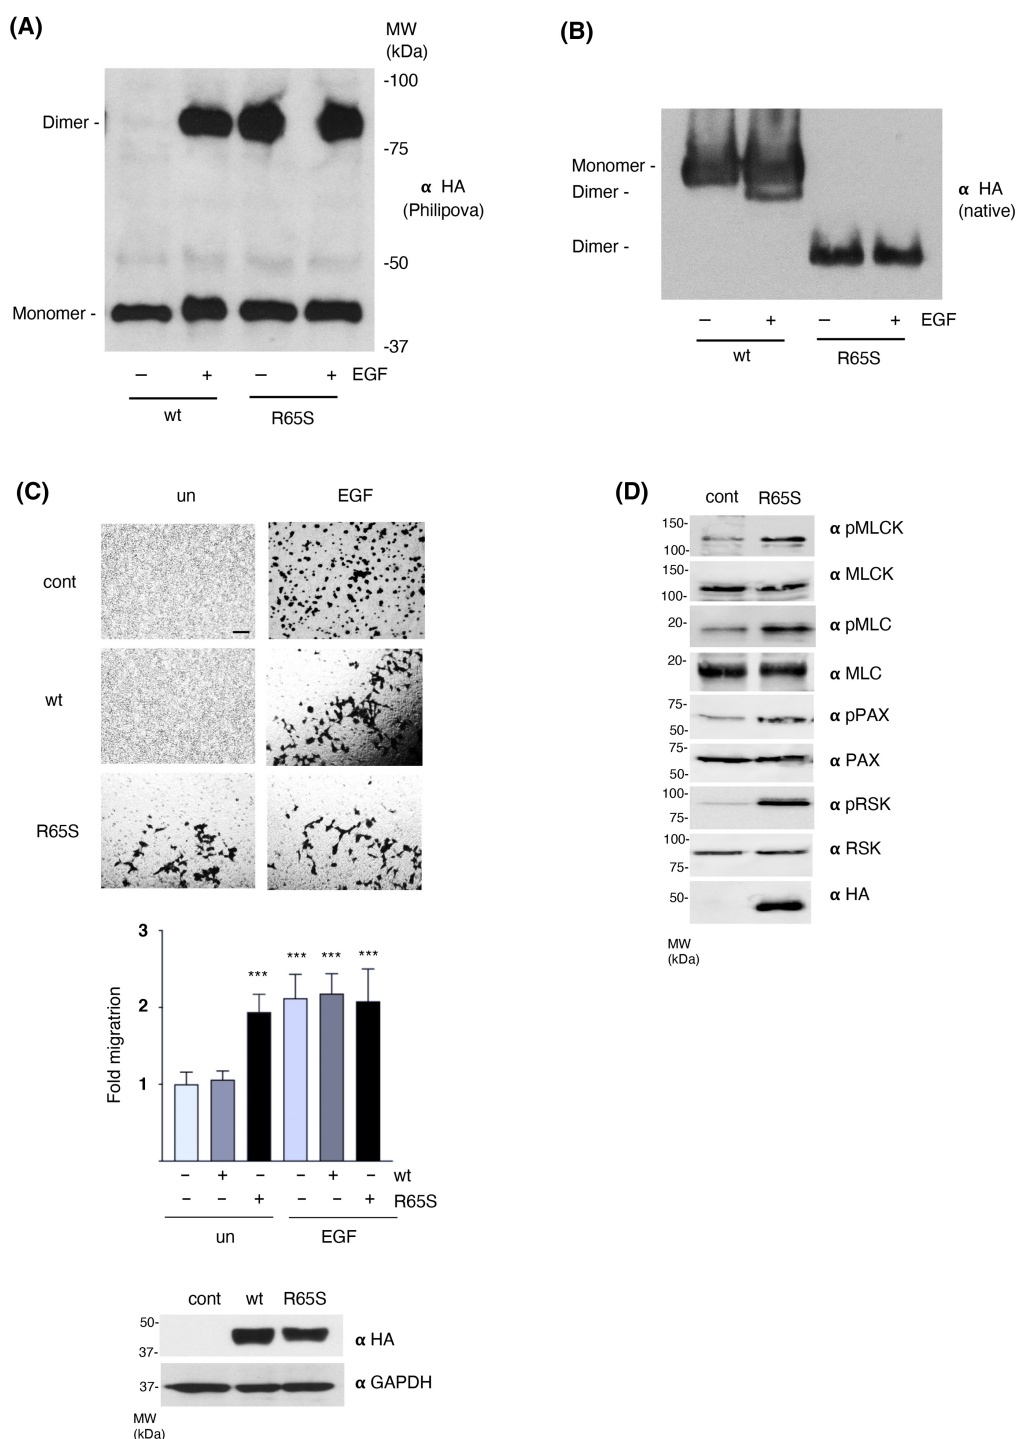 (A)
MW
(kDa)
-100
Dimer -
-75
α HA
(Philipova)
-50
Monomer -
-37
– + – + EGF
wt R65S
(B)
Monomer -
Dimer -
α HA
(native)
Dimer -
– + – + EGF
wt R65S
(C)
un EGF
cont
wt
R65S
3
2
1
Fold migratrion
*** *** *** ***
– + – – + – wt
– – + – – + R65S
un EGF
cont wt R65S
50-
α HA
37-
37- α GAPDH
MW
(kDa)
(D)
cont R65S
150-
α pMLCK
100-
150-
α MLCK
100-
20- α pMLC
20-
α MLC
75-
α pPAX
50-
75-
α PAX
50-
100-
α pRSK
75-
100-
α RSK
75-
50- α HA
MW
(kDa)